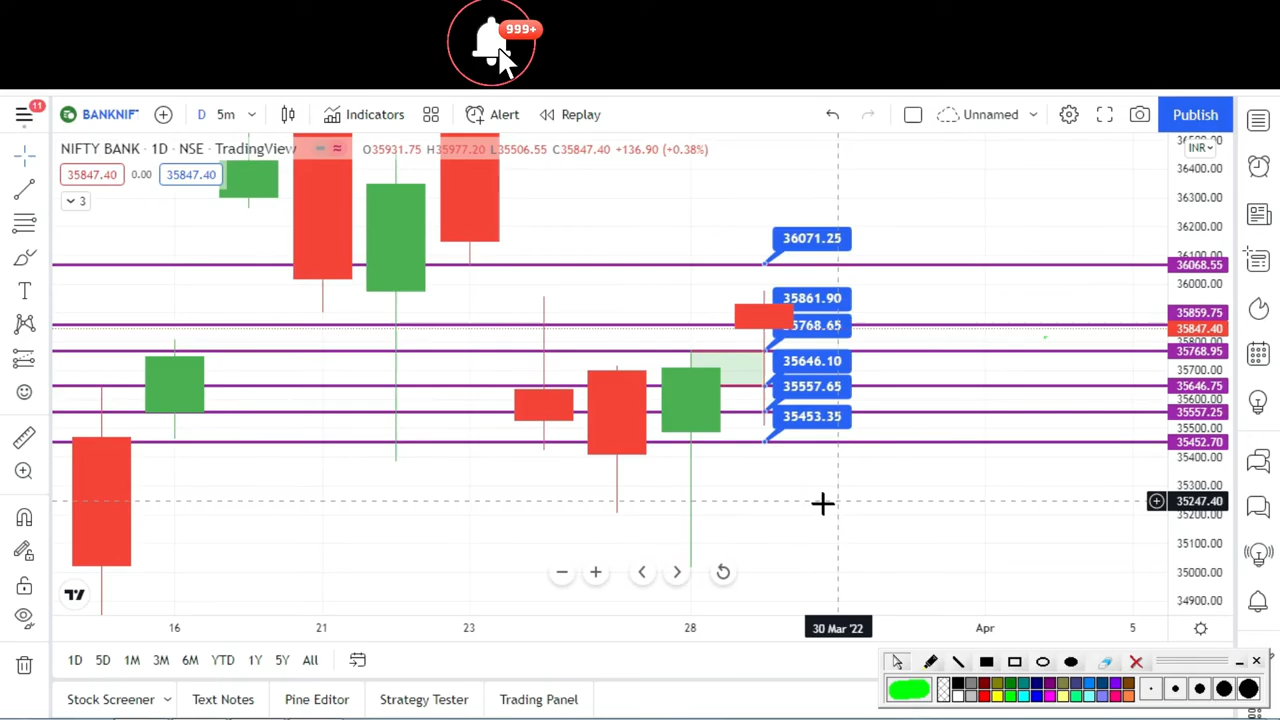 999+
11
BANKNIF
D
5m
Indicators
Alert
Replay
Unnamed
Publish
NIFTY BANK · 1D · NSE · TradingView
O35931.75 H35977.20 L35506.55 C35847.40 +136.90 (+0.38%)
INR
35847.40
0.00
35847.40
3
36400.00
36300.00
36200.00
36071.25
36068.55
36000.00
35861.90
35859.75
35847.40
35768.65
35768.95
35700.00
35646.10
35646.75
35600.00
35557.65
35557.25
35500.00
35453.35
35452.70
35400.00
35300.00
35247.40
35200.00
35100.00
35000.00
34900.00
16
21
23
28
30 Mar '22
Apr
5
1D
5D
1M
3M
6M
YTD
1Y
5Y
All
Stock Screener
Text Notes
Pine Editor
Strategy Tester
Trading Panel